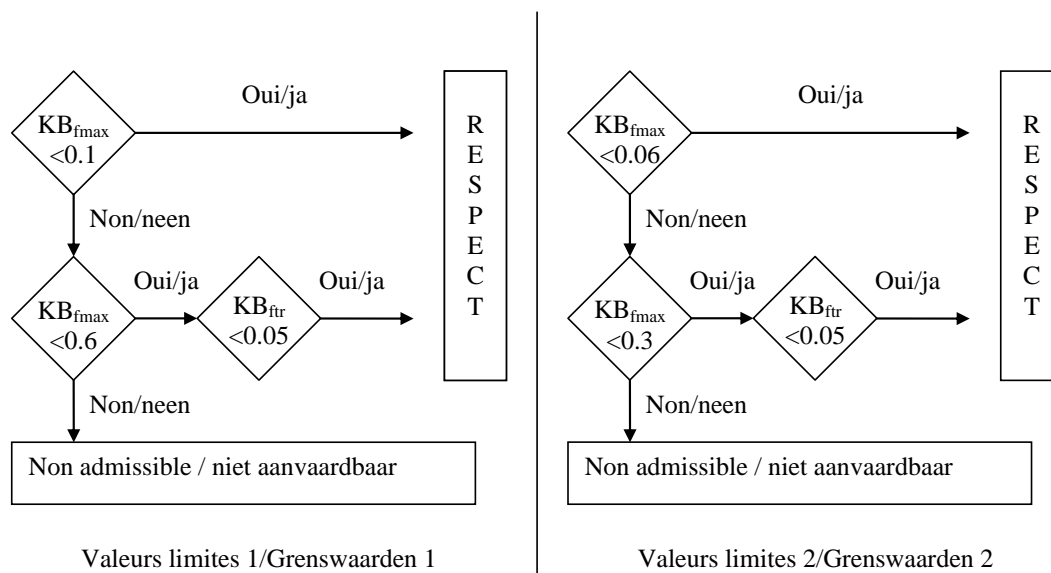 Oui/ja
KBfmax
<0.1
Non/neen
KBfmax
<0.6
Oui/ja
KBftr
<0.05
Oui/ja
R
E
S
P
E
C
T
Non/neen
Non admissible / niet aanvaardbaar
Valeurs limites 1/Grenswaarden 1
Oui/ja
KBfmax
<0.06
Non/neen
KBfmax
<0.3
Oui/ja
KBftr
<0.05
Oui/ja
R
E
S
P
E
C
T
Non/neen
Non admissible / niet aanvaardbaar
Valeurs limites 2/Grenswaarden 2